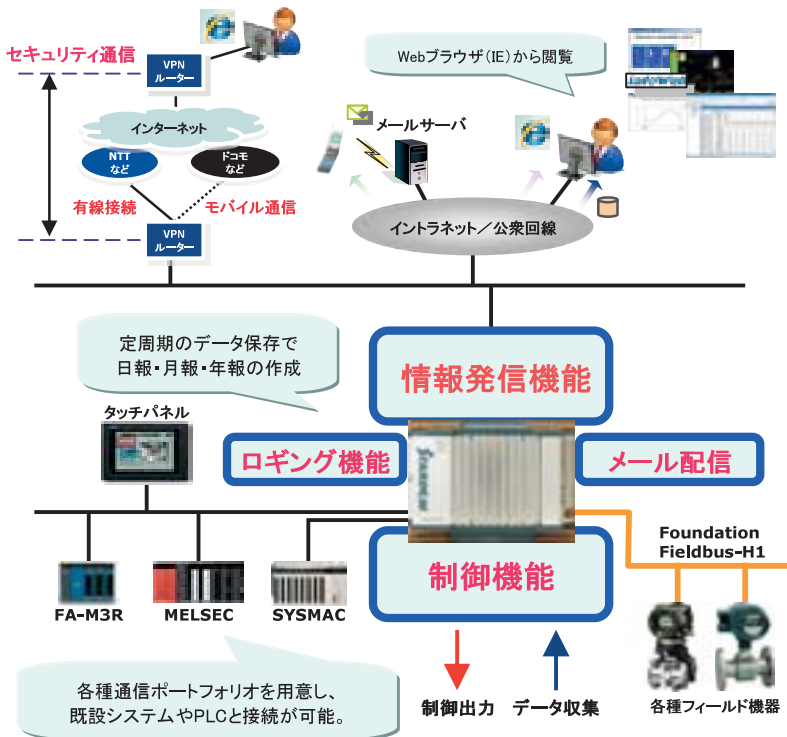 セキュリティ通信
VPN
ルーター
Webブラウザ(IE)から閲覧
インターネット
メールサーバ
NTT
など
ドコモ
など
有線接続
モバイル通信
VPN
ルーター
イントラネット／公衆回線
定周期のデータ保存で
日報・月報・年報の作成
情報発信機能
タッチパネル
ロギング機能
メール配信
STARDOM
制御機能
Foundation
Fieldbus-H1
FA-M3R
MELSEC
SYSMAC
各種通信ポートフォリオを用意し、
既設システムやPLCと接続が可能。
制御出力
データ収集
各種フィールド機器